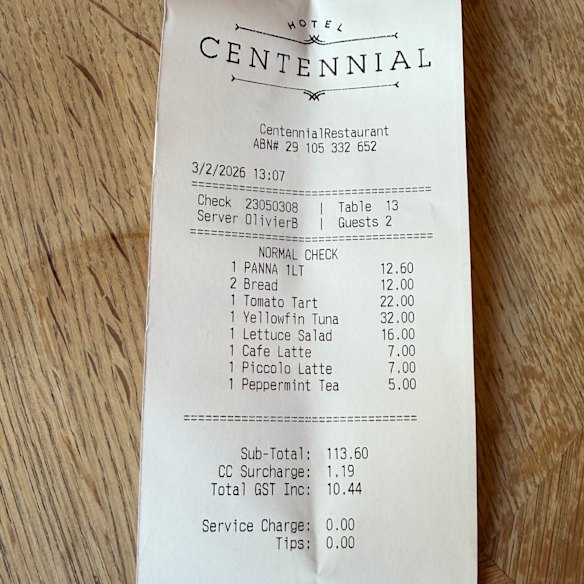 HOTEL
CENTENNIAL
CentennialRestaurant
ABN# 29 105 332 652
3/2/2026 13:07
================================
Check 23050308 | Table 13
Server OlivierB | Guests 2
================================
NORMAL CHECK
1 PANNA 1LT 12.60
2 Bread 12.00
1 Tomato Tart 22.00
1 Yellowfin Tuna 32.00
1 Lettuce Salad 16.00
1 Cafe Latte 7.00
1 Piccolo Latte 7.00
1 Peppermint Tea 5.00
================================
Sub-Total: 113.60
CC Surcharge: 1.19
Total GST Inc: 10.44
Service Charge: 0.00
Tips: 0.00